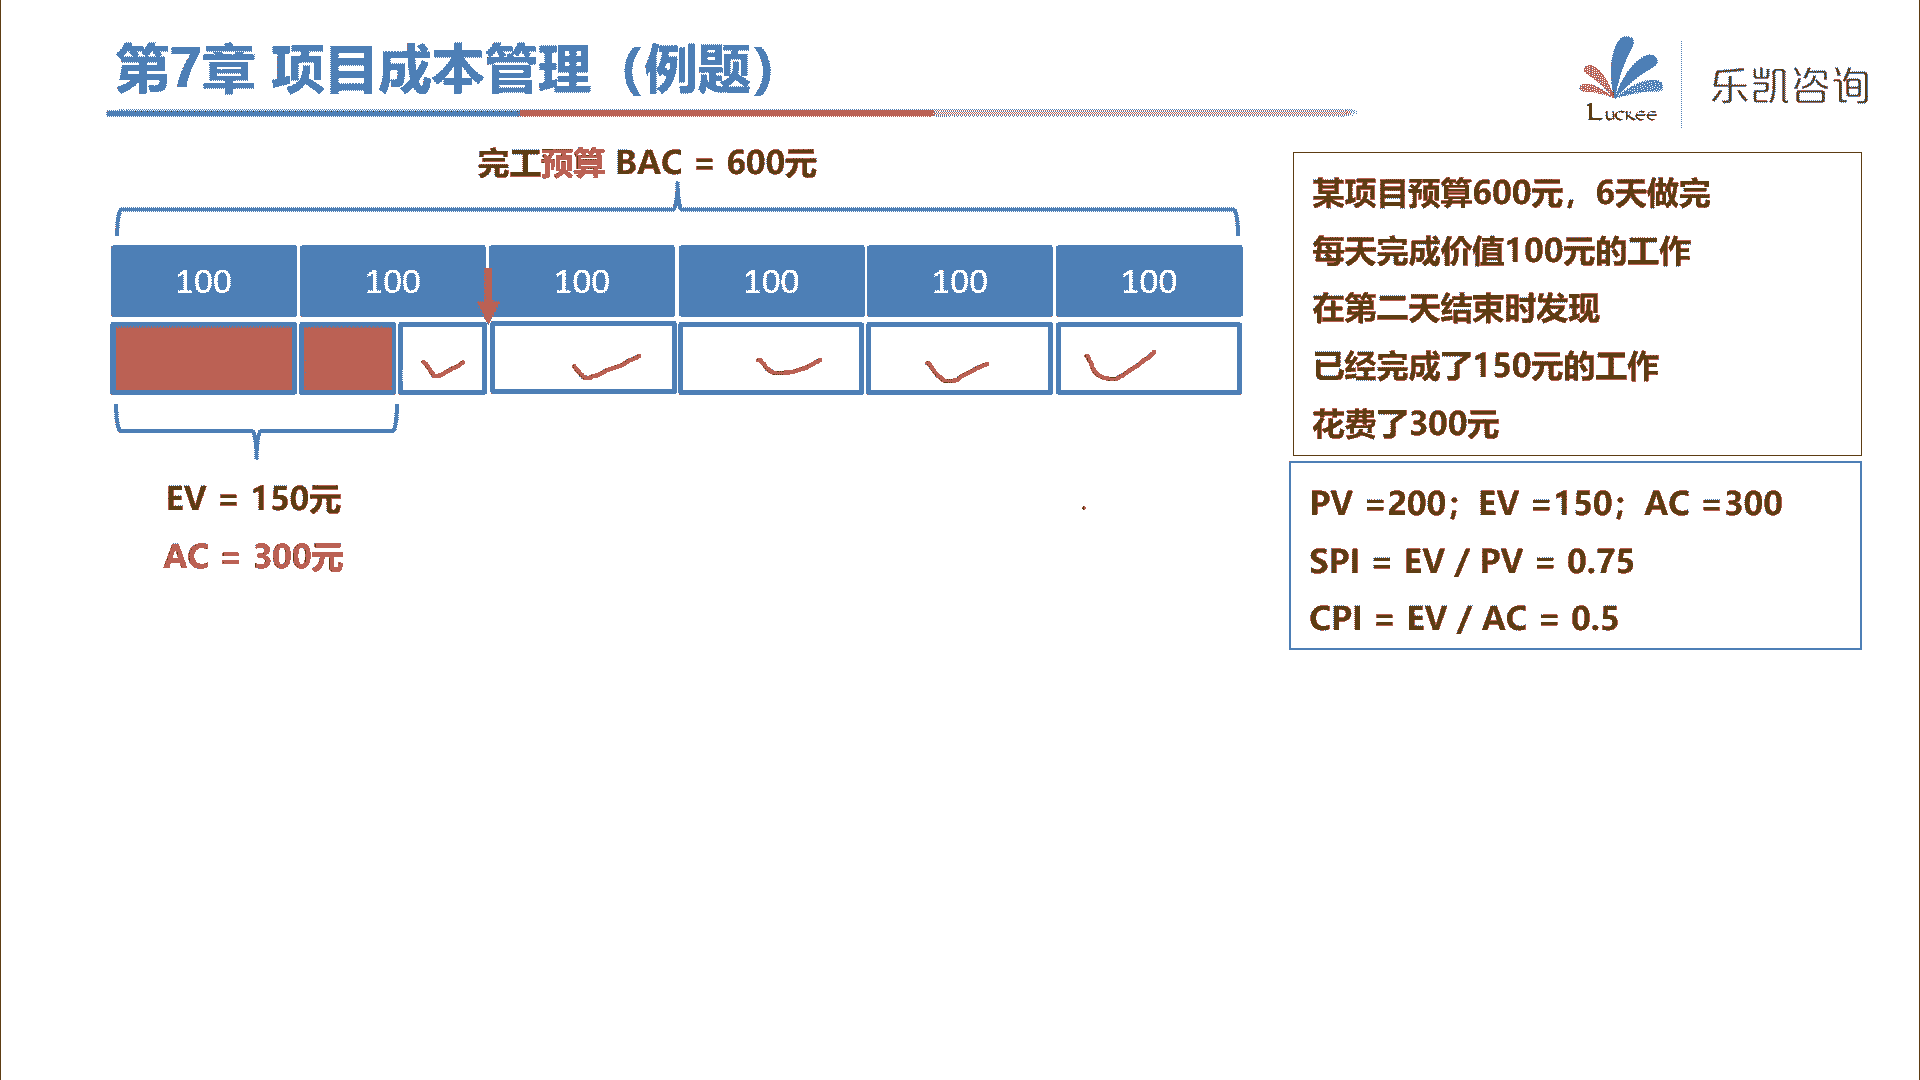 第7章 项目成本管理（例题）
Luckee
乐凯咨询
完工预算 BAC = 600元
100 100 100 100 100 100
EV = 150元
AC = 300元
某项目预算600元，6天做完
每天完成价值100元的工作
在第二天结束时发现
已经完成了150元的工作
花费了300元
PV =200；EV =150；AC =300
SPI = EV / PV = 0.75
CPI = EV / AC = 0.5